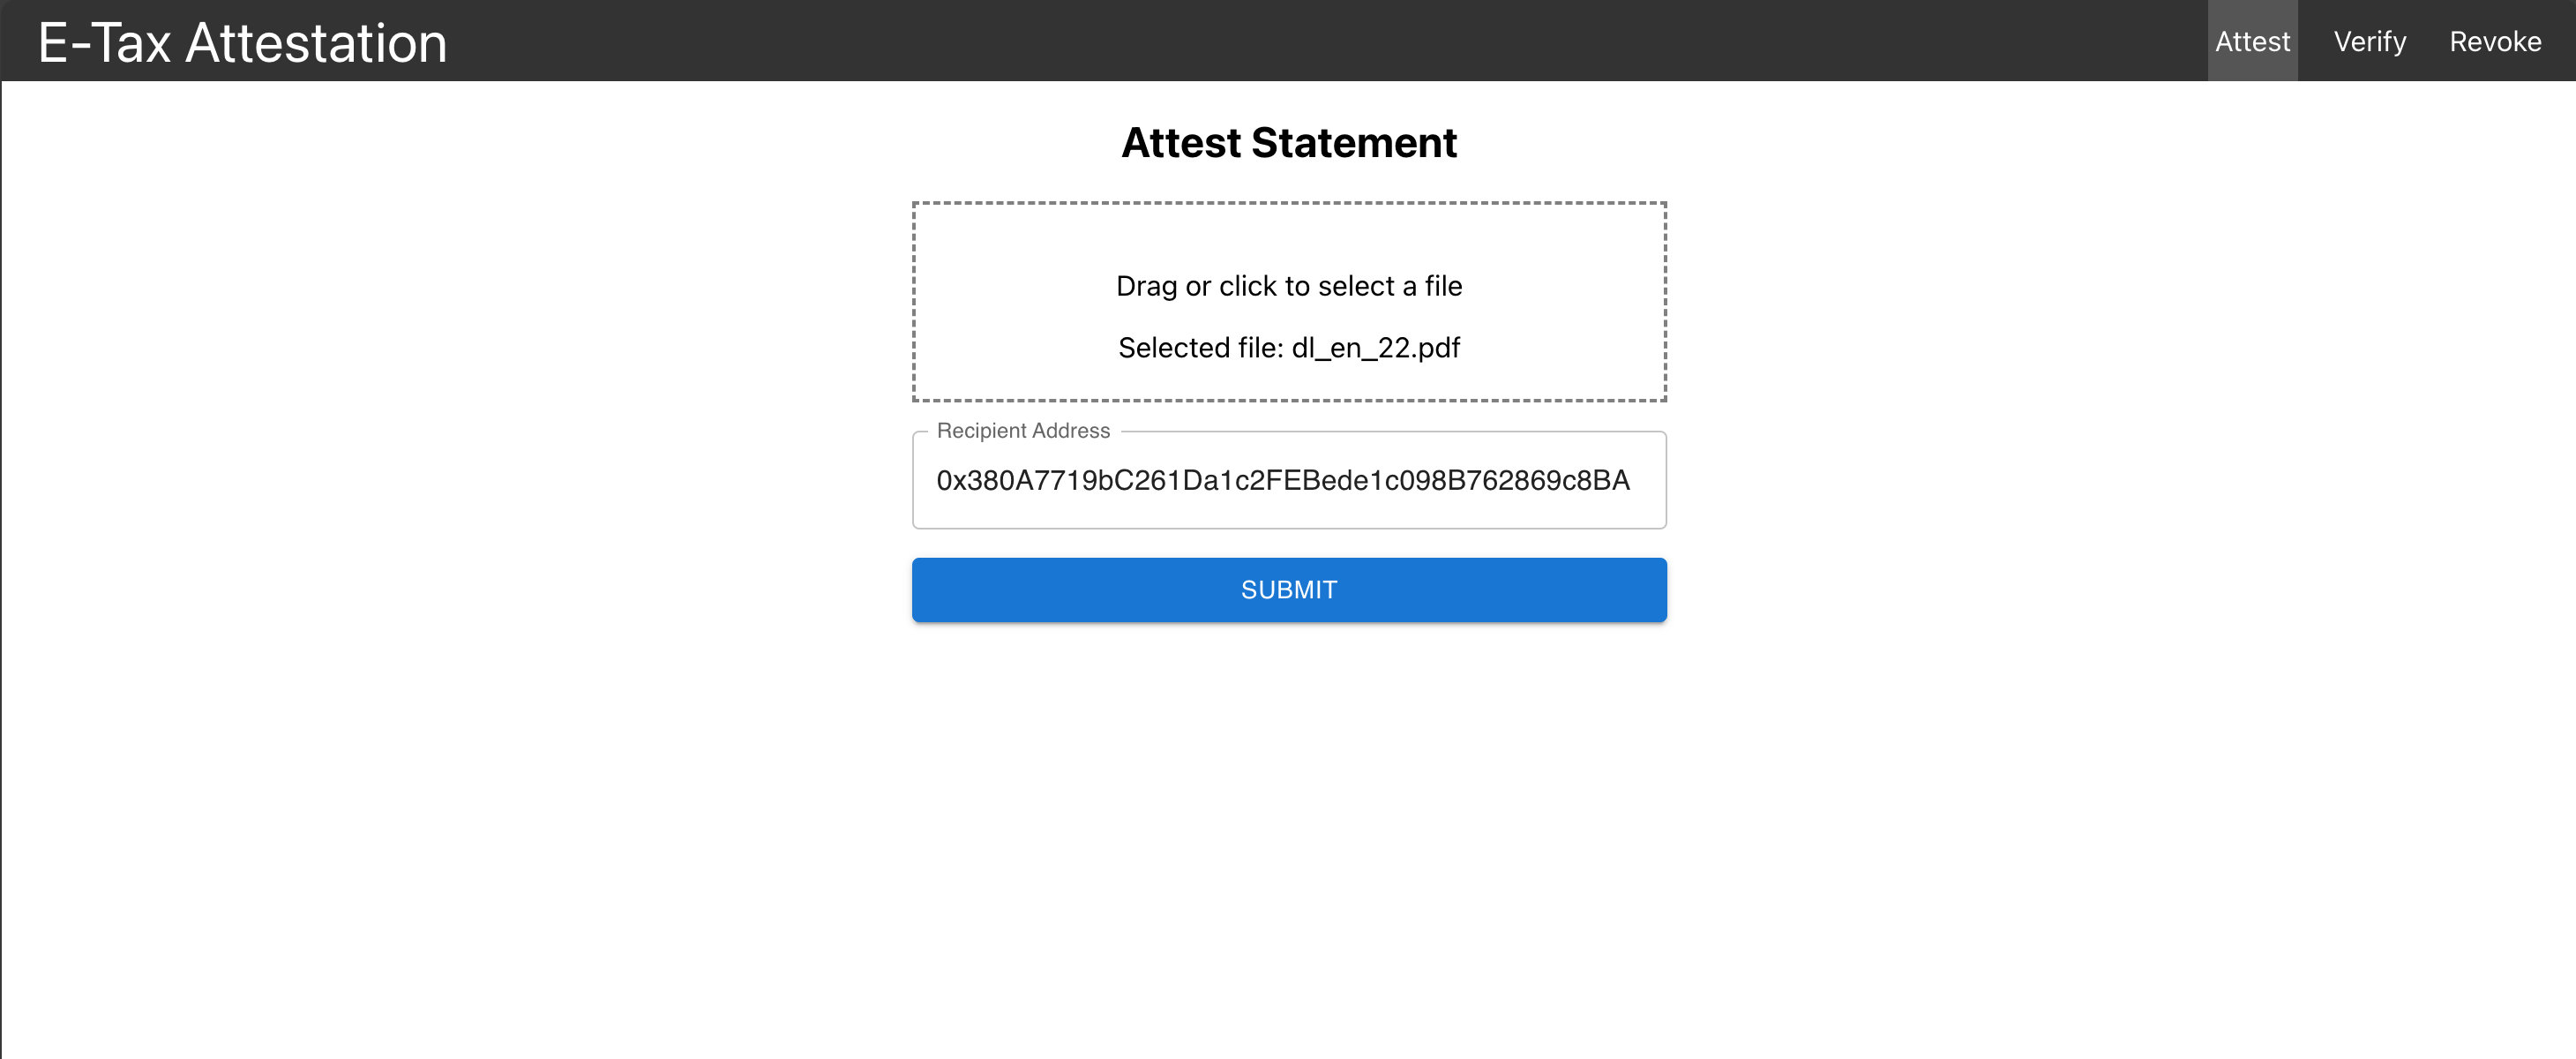 E-Tax Attestation
Attest Verify Revoke
Attest Statement
Drag or click to select a file
Selected file: dl_en_22.pdf
Recipient Address
0x380A7719bC261Da1c2FEBede1c098B762869c8BA
SUBMIT